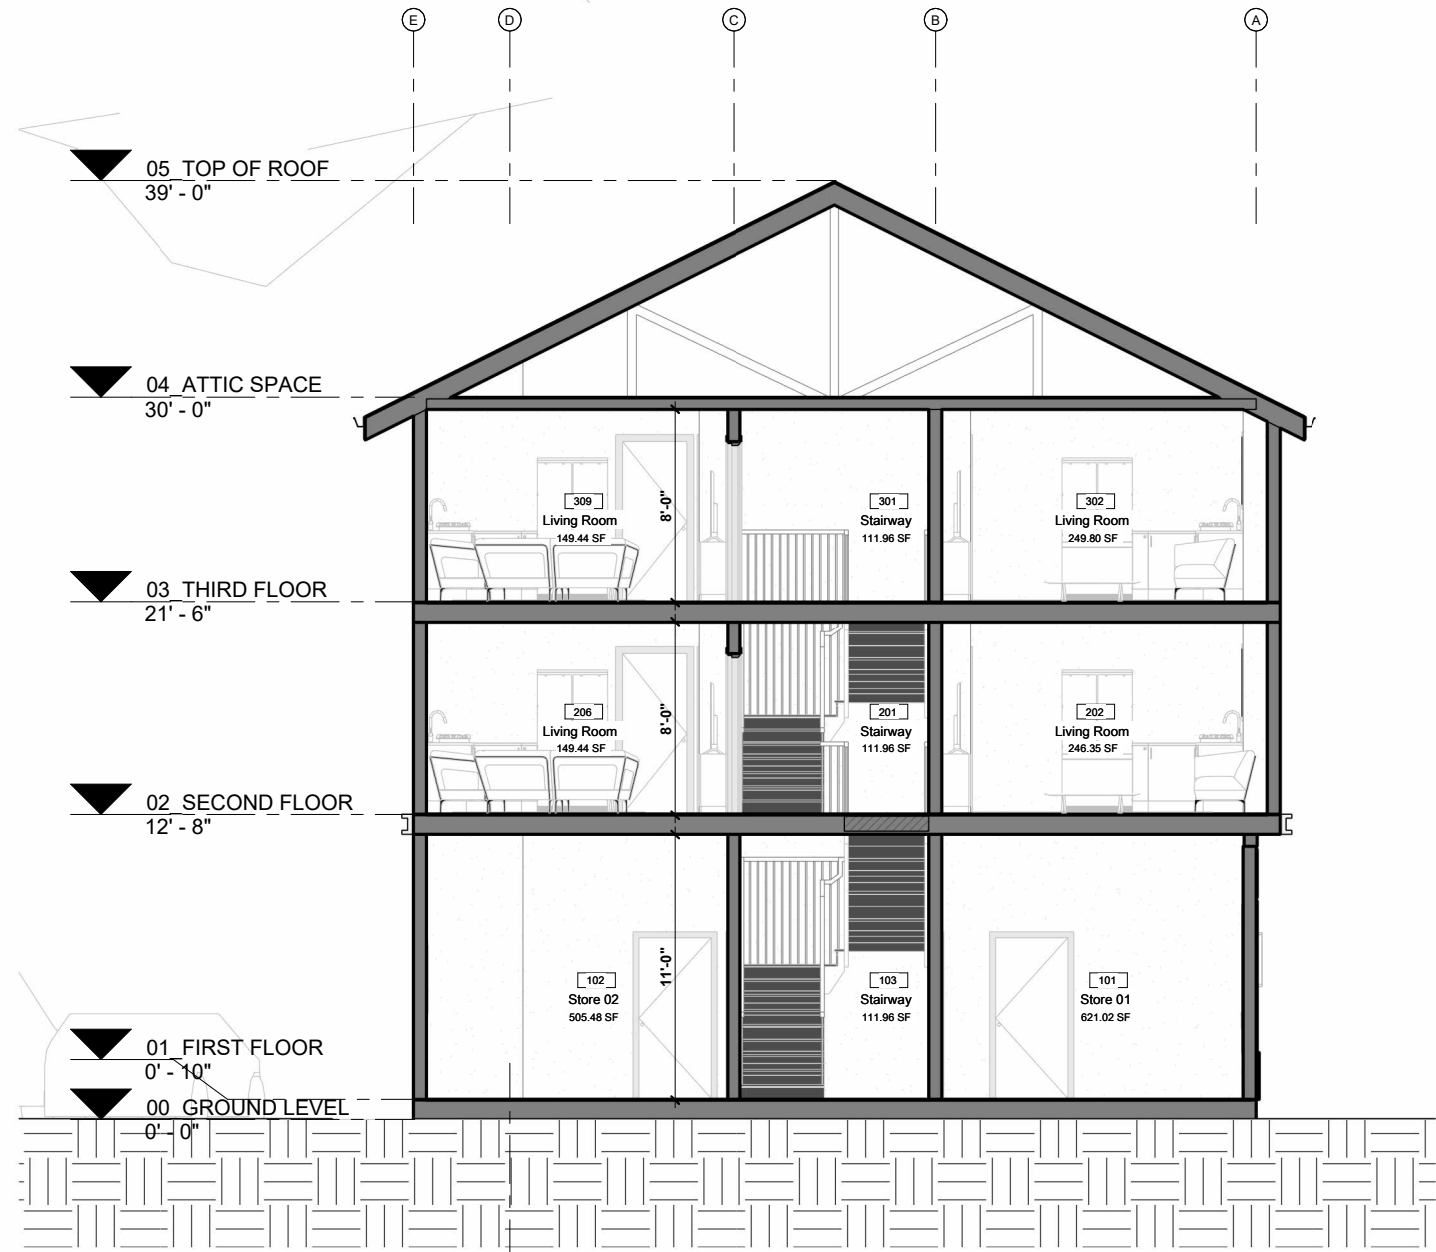 E D C B A
05_TOP OF ROOF
39' - 0"
04_ATTIC SPACE
30' - 0"
309
Living Room
149.44 SF
8'-0"
301
Stairway
111.96 SF
302
Living Room
249.80 SF
03_THIRD FLOOR
21' - 6"
206
Living Room
149.44 SF
8'-0"
201
Stairway
111.96 SF
202
Living Room
246.35 SF
02_SECOND FLOOR
12' - 8"
102
Store 02
505.48 SF
11'-0"
103
Stairway
111.96 SF
101
Store 01
621.02 SF
01_FIRST FLOOR
0' - 10"
00_GROUND LEVEL
0' - 0"